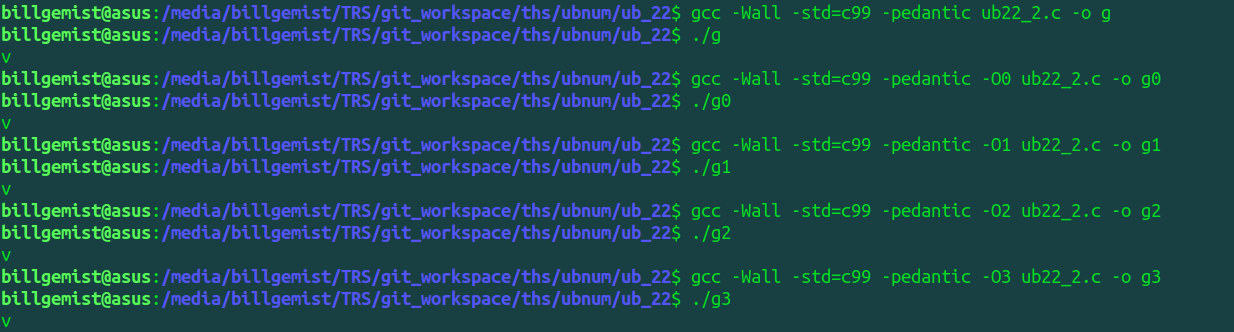 billgemist@asus:/media/billgemist/TRS/git_workspace/ths/ubnum/ub_22$ gcc -Wall -std=c99 -pedantic ub22_2.c -o g
billgemist@asus:/media/billgemist/TRS/git_workspace/ths/ubnum/ub_22$ ./g
v
billgemist@asus:/media/billgemist/TRS/git_workspace/ths/ubnum/ub_22$ gcc -Wall -std=c99 -pedantic -O0 ub22_2.c -o g0
billgemist@asus:/media/billgemist/TRS/git_workspace/ths/ubnum/ub_22$ ./g0
v
billgemist@asus:/media/billgemist/TRS/git_workspace/ths/ubnum/ub_22$ gcc -Wall -std=c99 -pedantic -O1 ub22_2.c -o g1
billgemist@asus:/media/billgemist/TRS/git_workspace/ths/ubnum/ub_22$ ./g1
v
billgemist@asus:/media/billgemist/TRS/git_workspace/ths/ubnum/ub_22$ gcc -Wall -std=c99 -pedantic -O2 ub22_2.c -o g2
billgemist@asus:/media/billgemist/TRS/git_workspace/ths/ubnum/ub_22$ ./g2
v
billgemist@asus:/media/billgemist/TRS/git_workspace/ths/ubnum/ub_22$ gcc -Wall -std=c99 -pedantic -O3 ub22_2.c -o g3
billgemist@asus:/media/billgemist/TRS/git_workspace/ths/ubnum/ub_22$ ./g3
v